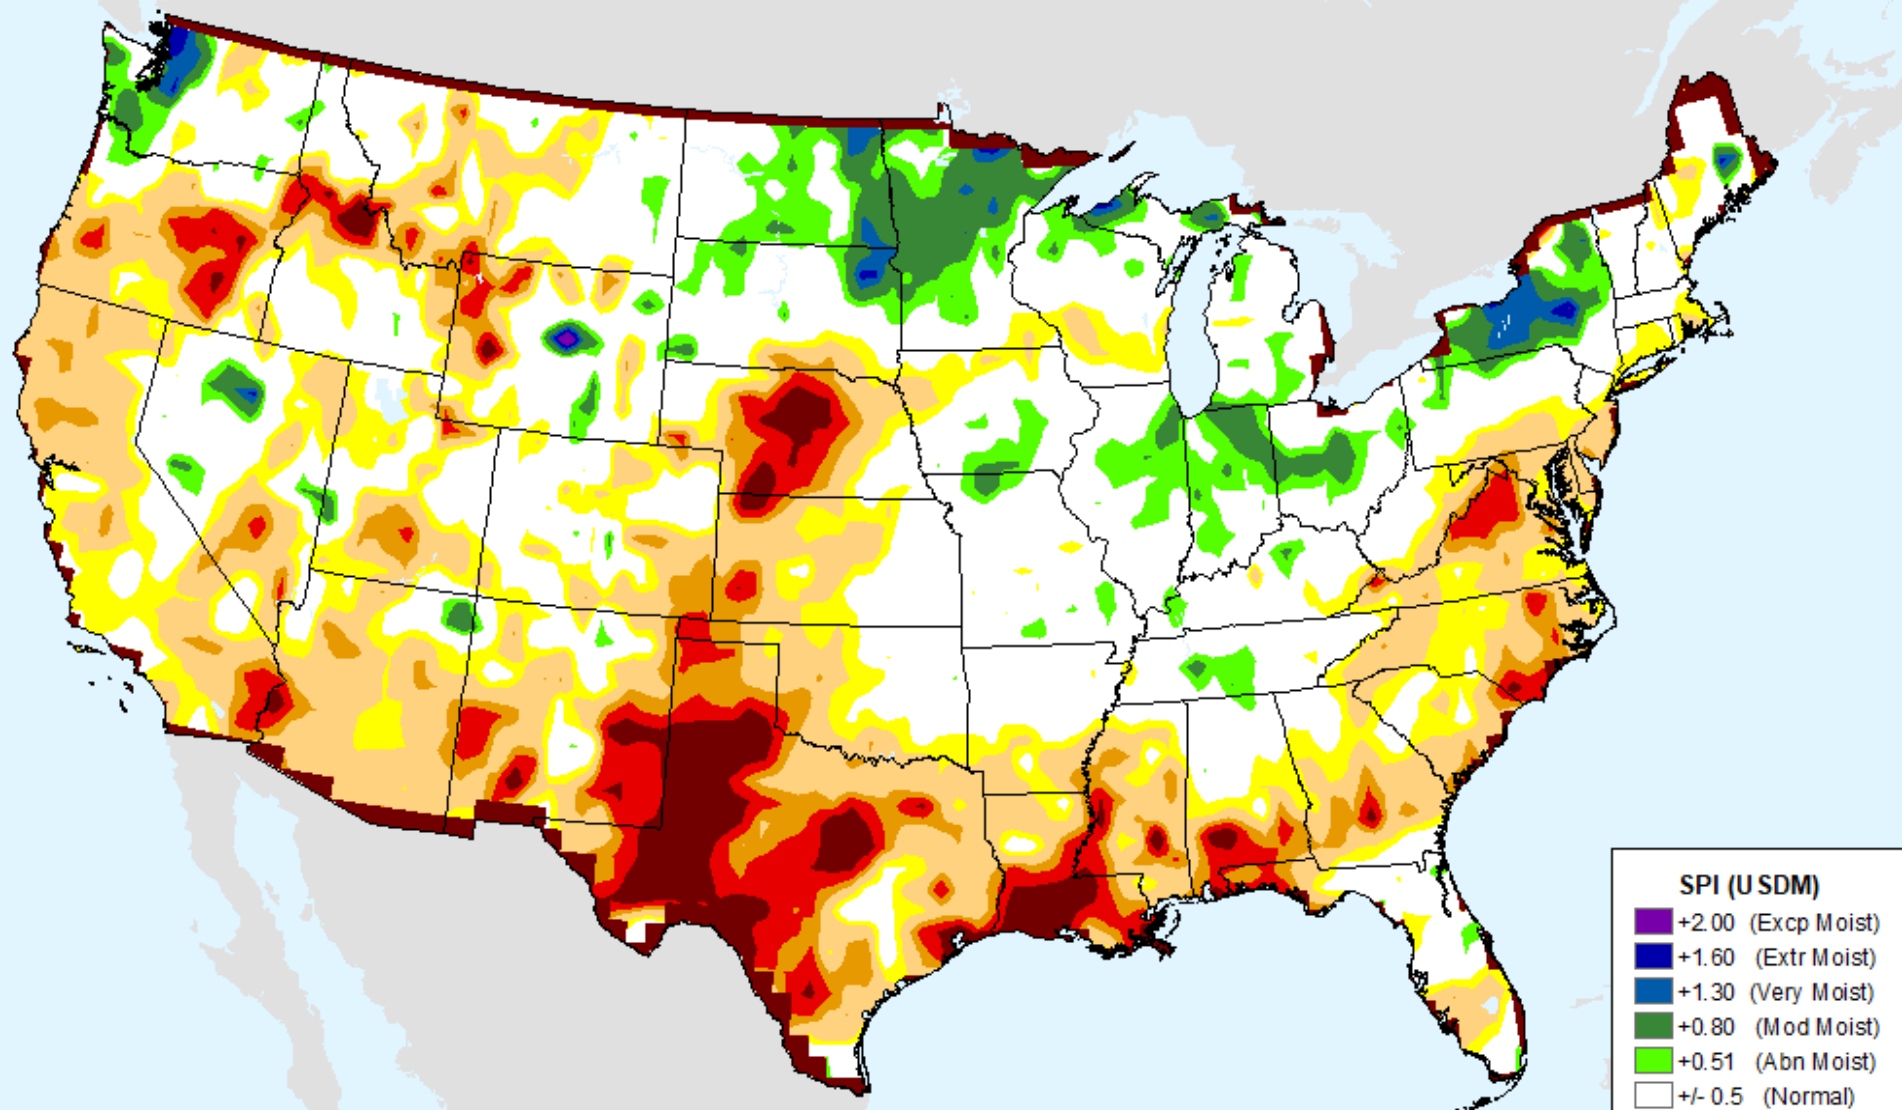 SPI (USDM)
+2.00 (Excp Moist)
+1.60 (Extr Moist)
+1.30 (Very Moist)
+0.80 (Mod Moist)
+0.51 (Abn Moist)
+/- 0.5 (Normal)